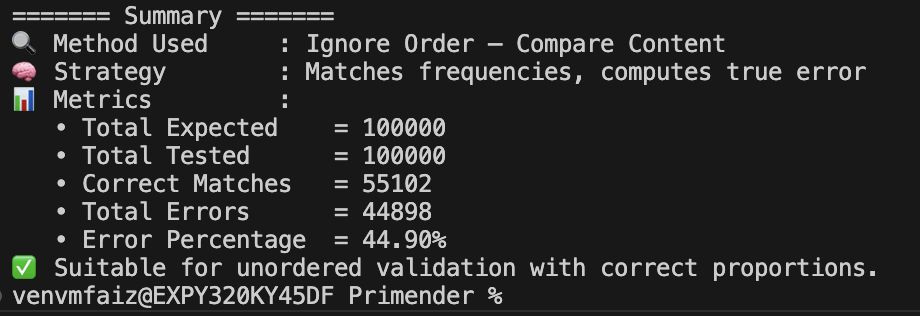 ======= Summary =======
🔍 Method Used     : Ignore Order – Compare Content
🧠 Strategy        : Matches frequencies, computes true error
📊 Metrics         :
   • Total Expected    = 100000
   • Total Tested      = 100000
   • Correct Matches   = 55102
   • Total Errors      = 44898
   • Error Percentage  = 44.90%
✅ Suitable for unordered validation with correct proportions.
venvmfaiz@EXPY320KY45DF Primender %